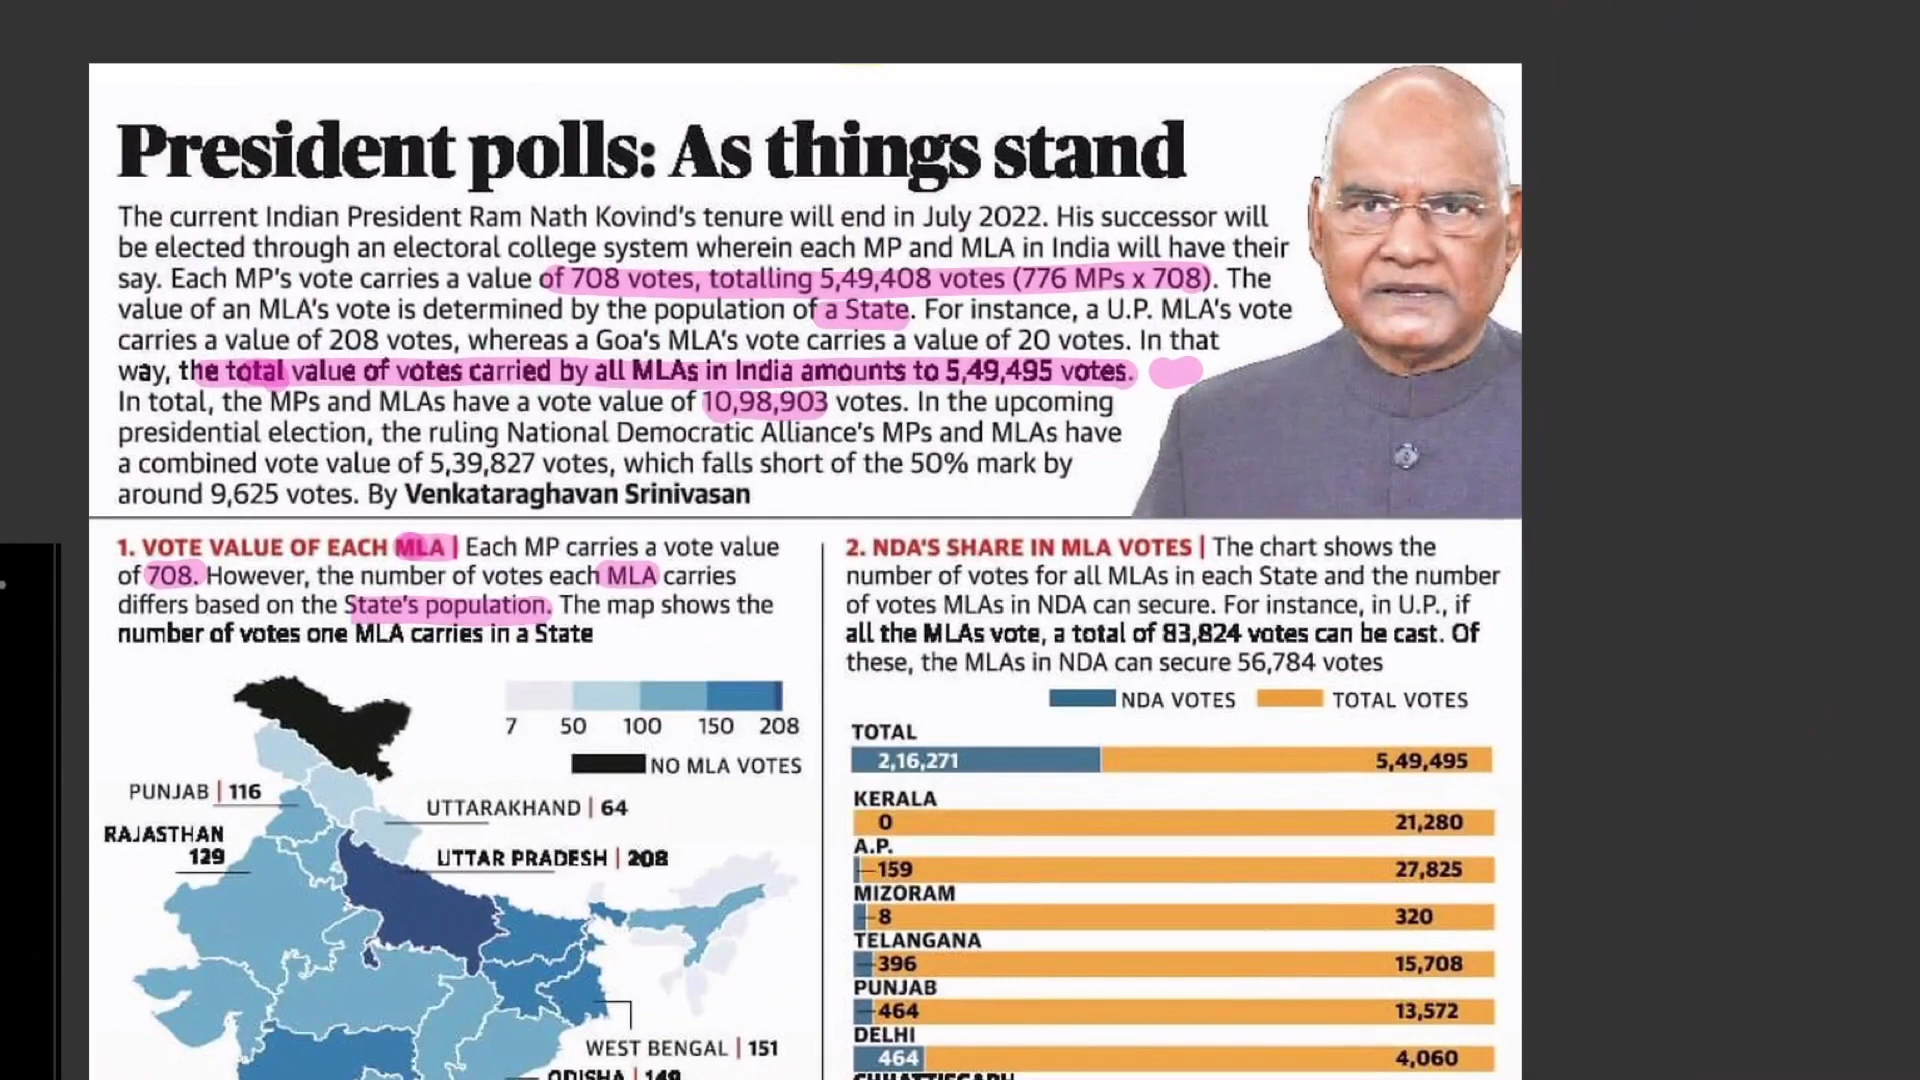 President polls: As things stand
The current Indian President Ram Nath Kovind's tenure will end in July 2022. His successor will
be elected through an electoral college system wherein each MP and MLA in India will have their
say. Each MP's vote carries a value of 708 votes, totalling 5,49,408 votes (776 MPs x 708). The
value of an MLA's vote is determined by the population of a State. For instance, a U.P. MLA's vote
carries a value of 208 votes, whereas a Goa's MLA's vote carries a value of 20 votes. In that
way, the total value of votes carried by all MLAs in India amounts to 5,49,495 votes.
In total, the MPs and MLAs have a vote value of 10,98,903 votes. In the upcoming
presidential election, the ruling National Democratic Alliance's MPs and MLAs have
a combined vote value of 5,39,827 votes, which falls short of the 50% mark by
around 9,625 votes. By Venkataraghavan Srinivasan
1. VOTE VALUE OF EACH MLA | Each MP carries a vote value
of 708. However, the number of votes each MLA carries
differs based on the State's population. The map shows the
number of votes one MLA carries in a State
7 50 100 150 208
NO MLA VOTES
PUNJAB | 116
UTTARAKHAND | 64
RAJASTHAN
129
UTTAR PRADESH | 208
WEST BENGAL | 151
ODISHA | 149
2. NDA'S SHARE IN MLA VOTES | The chart shows the
number of votes for all MLAs in each State and the number
of votes MLAs in NDA can secure. For instance, in U.P., if
all the MLAs vote, a total of 83,824 votes can be cast. Of
these, the MLAs in NDA can secure 56,784 votes
NDA VOTES TOTAL VOTES
TOTAL
2,16,271 5,49,495
KERALA
0 21,280
A.P.
159 27,825
MIZORAM
8 320
TELANGANA
396 15,708
PUNJAB
464 13,572
DELHI
464 4,060
CHHATTISGARH